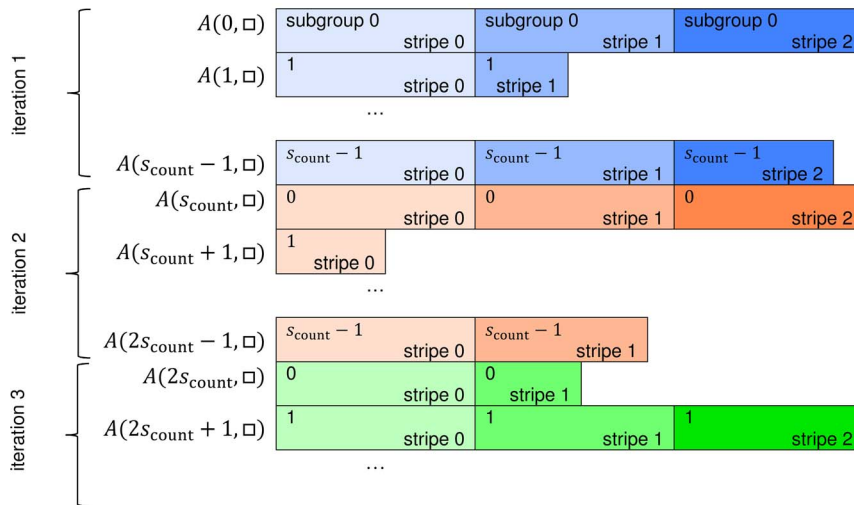 iteration 1
A(0, □) subgroup 0 stripe 0 subgroup 0 stripe 1 subgroup 0 stripe 2
A(1, □) 1 stripe 0 1 stripe 1
...
A(s_count − 1, □) s_count − 1 stripe 0 s_count − 1 stripe 1 s_count − 1 stripe 2
iteration 2
A(s_count, □) 0 stripe 0 0 stripe 1 0 stripe 2
A(s_count + 1, □) 1 stripe 0
...
A(2s_count − 1, □) s_count − 1 stripe 0 s_count − 1 stripe 1
iteration 3
A(2s_count, □) 0 stripe 0 0 stripe 1
A(2s_count + 1, □) 1 stripe 0 1 stripe 1 1 stripe 2
...